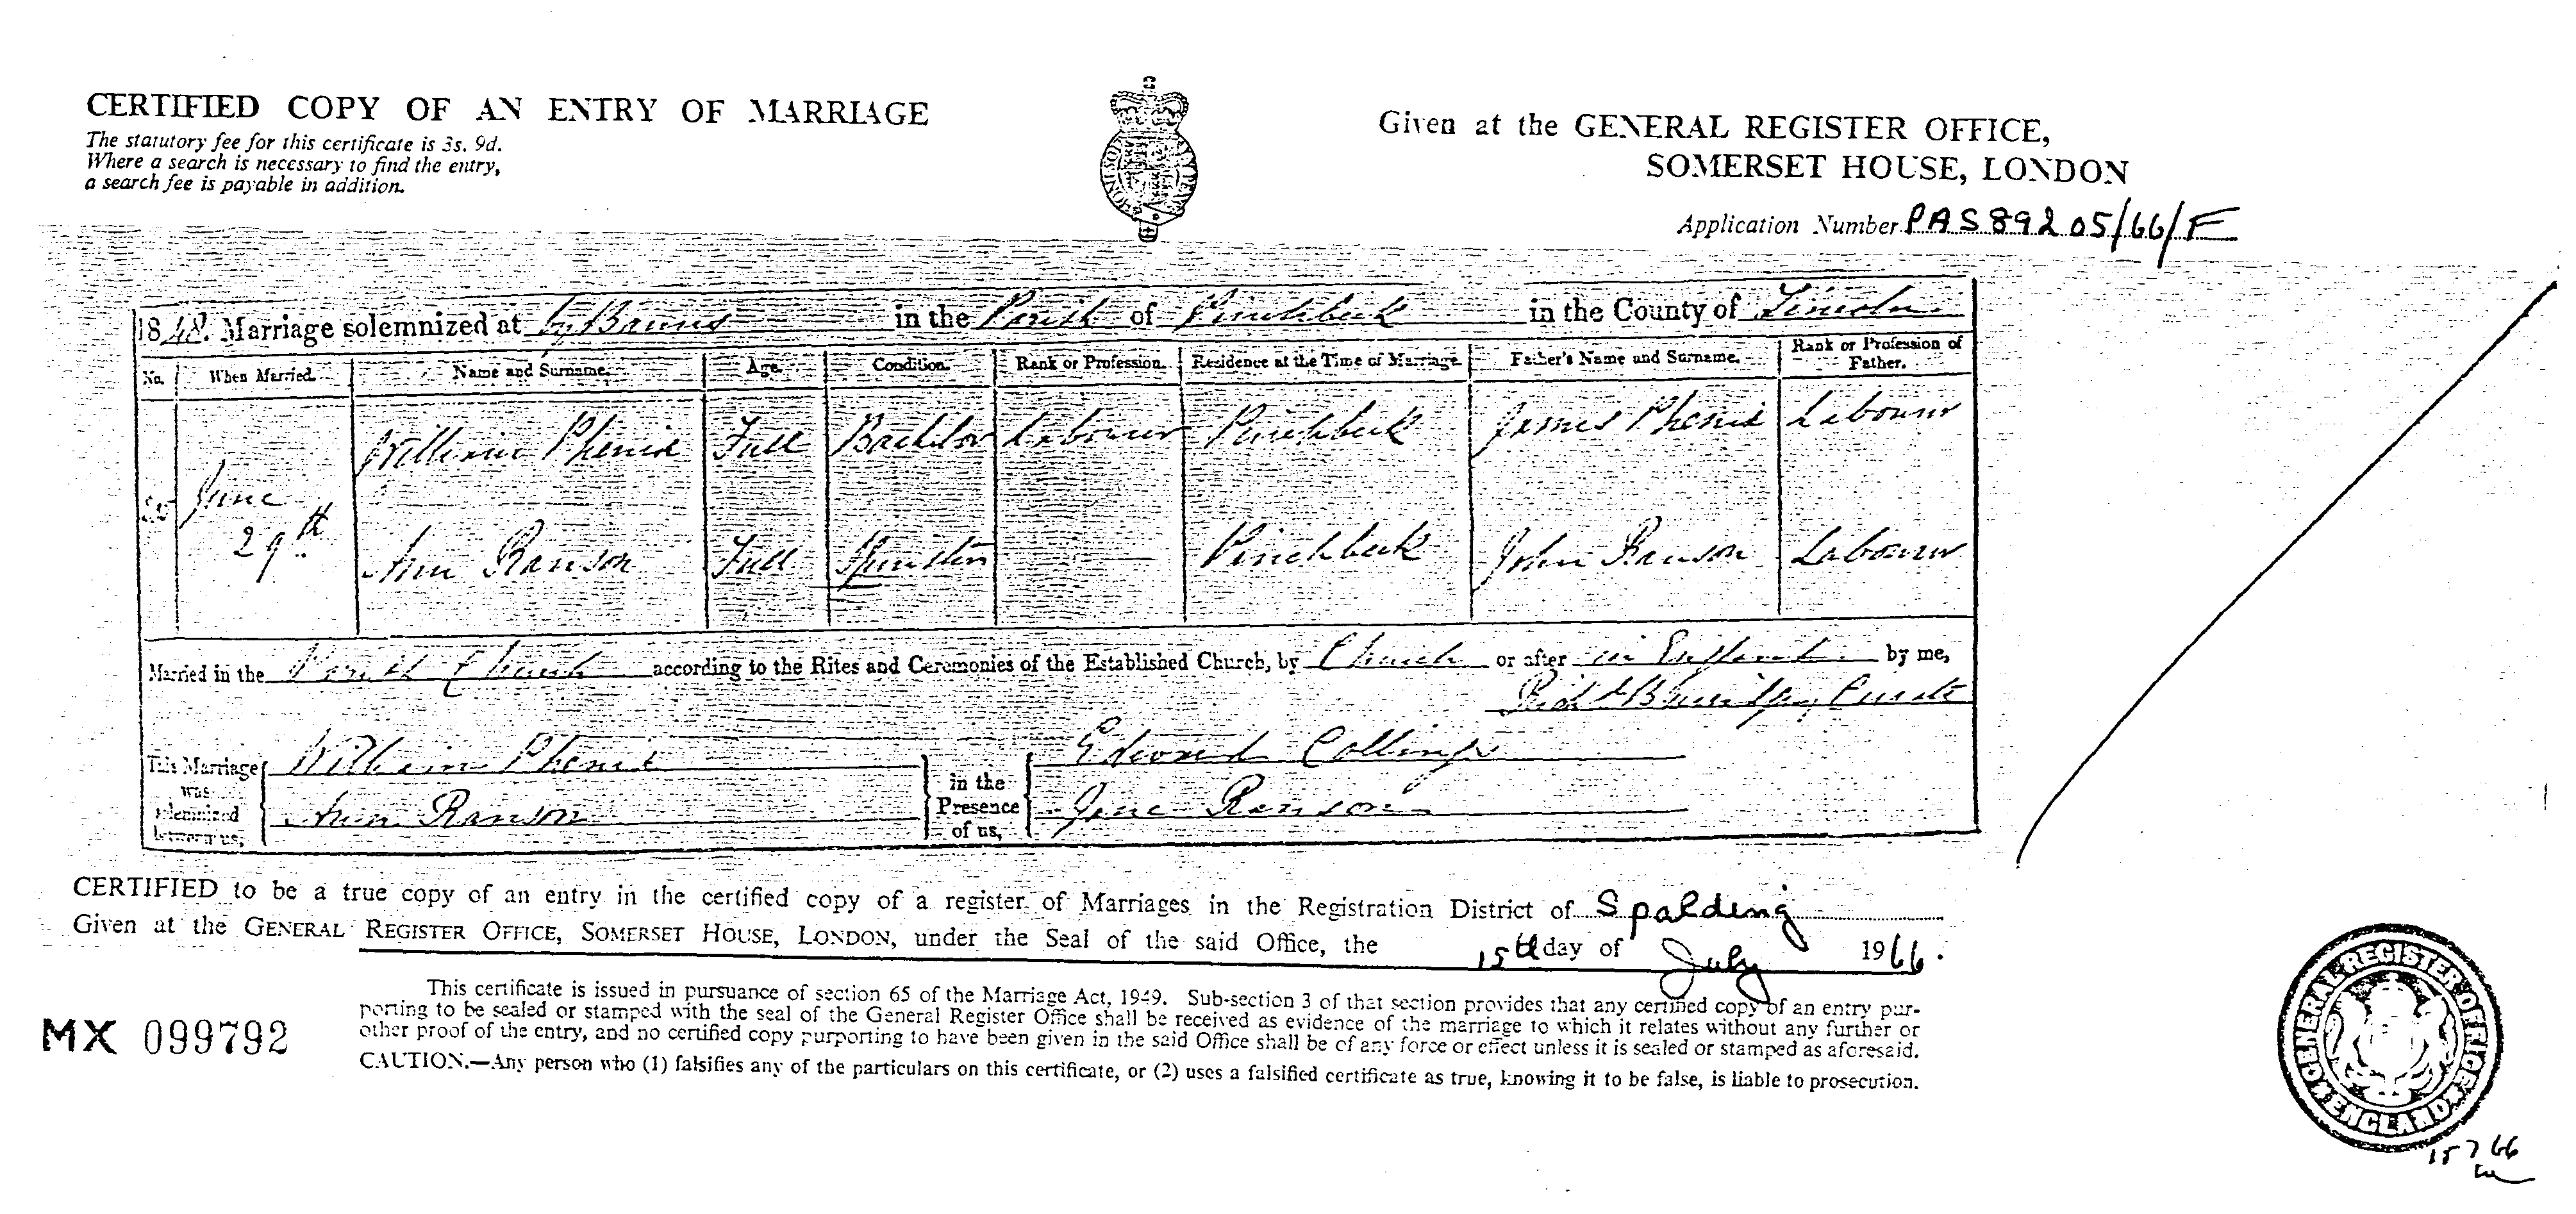 CERTIFIED COPY OF AN ENTRY OF MARRIAGE
The statutory fee for this certificate is 3s. 9d.
Where a search is necessary to find the entry,
a search fee is payable in addition.
Given at the GENERAL REGISTER OFFICE,
SOMERSET HOUSE, LONDON
Application Number PAS89205/66/F
1848. Marriage solemnized at by Banns in the Parish of Pinchbeck in the County of Lincoln
No. When Married. Name and Surname. Age. Condition. Rank or Profession. Residence at the Time of Marriage. Father's Name and Surname. Rank or Profession of Father.
William Phenix Full Bachelor Labourer Pinchbeck James Phenix Labourer
June 29th
Ann Ranson Full Spinster Pinchbeck John Ranson Labourer
Married in the Parish Church according to the Rites and Ceremonies of the Established Church, by Church or after in England by me,
Curate
This Marriage was solemnized between us, William Phenix in the Presence of us, Edward Collings
Ann Ranson Jane Ranson
CERTIFIED to be a true copy of an entry in the certified copy of a register of Marriages in the Registration District of Spalding
Given at the GENERAL REGISTER OFFICE, SOMERSET HOUSE, LONDON, under the Seal of the said Office, the 15th day of July 1966.
This certificate is issued in pursuance of section 65 of the Marriage Act, 1949. Sub-section 3 of that section provides that any certified copy of an entry pur-
porting to be sealed or stamped with the seal of the General Register Office shall be received as evidence of the marriage to which it relates without any further or
other proof of the entry, and no certified copy purporting to have been given in the said Office shall be of any force or effect unless it is sealed or stamped as aforesaid.
CAUTION.—Any person who (1) falsifies any of the particulars on this certificate, or (2) uses a falsified certificate as true, knowing it to be false, is liable to prosecution.
MX 099792
GENERAL REGISTER OFFICE ENGLAND
15 7 66